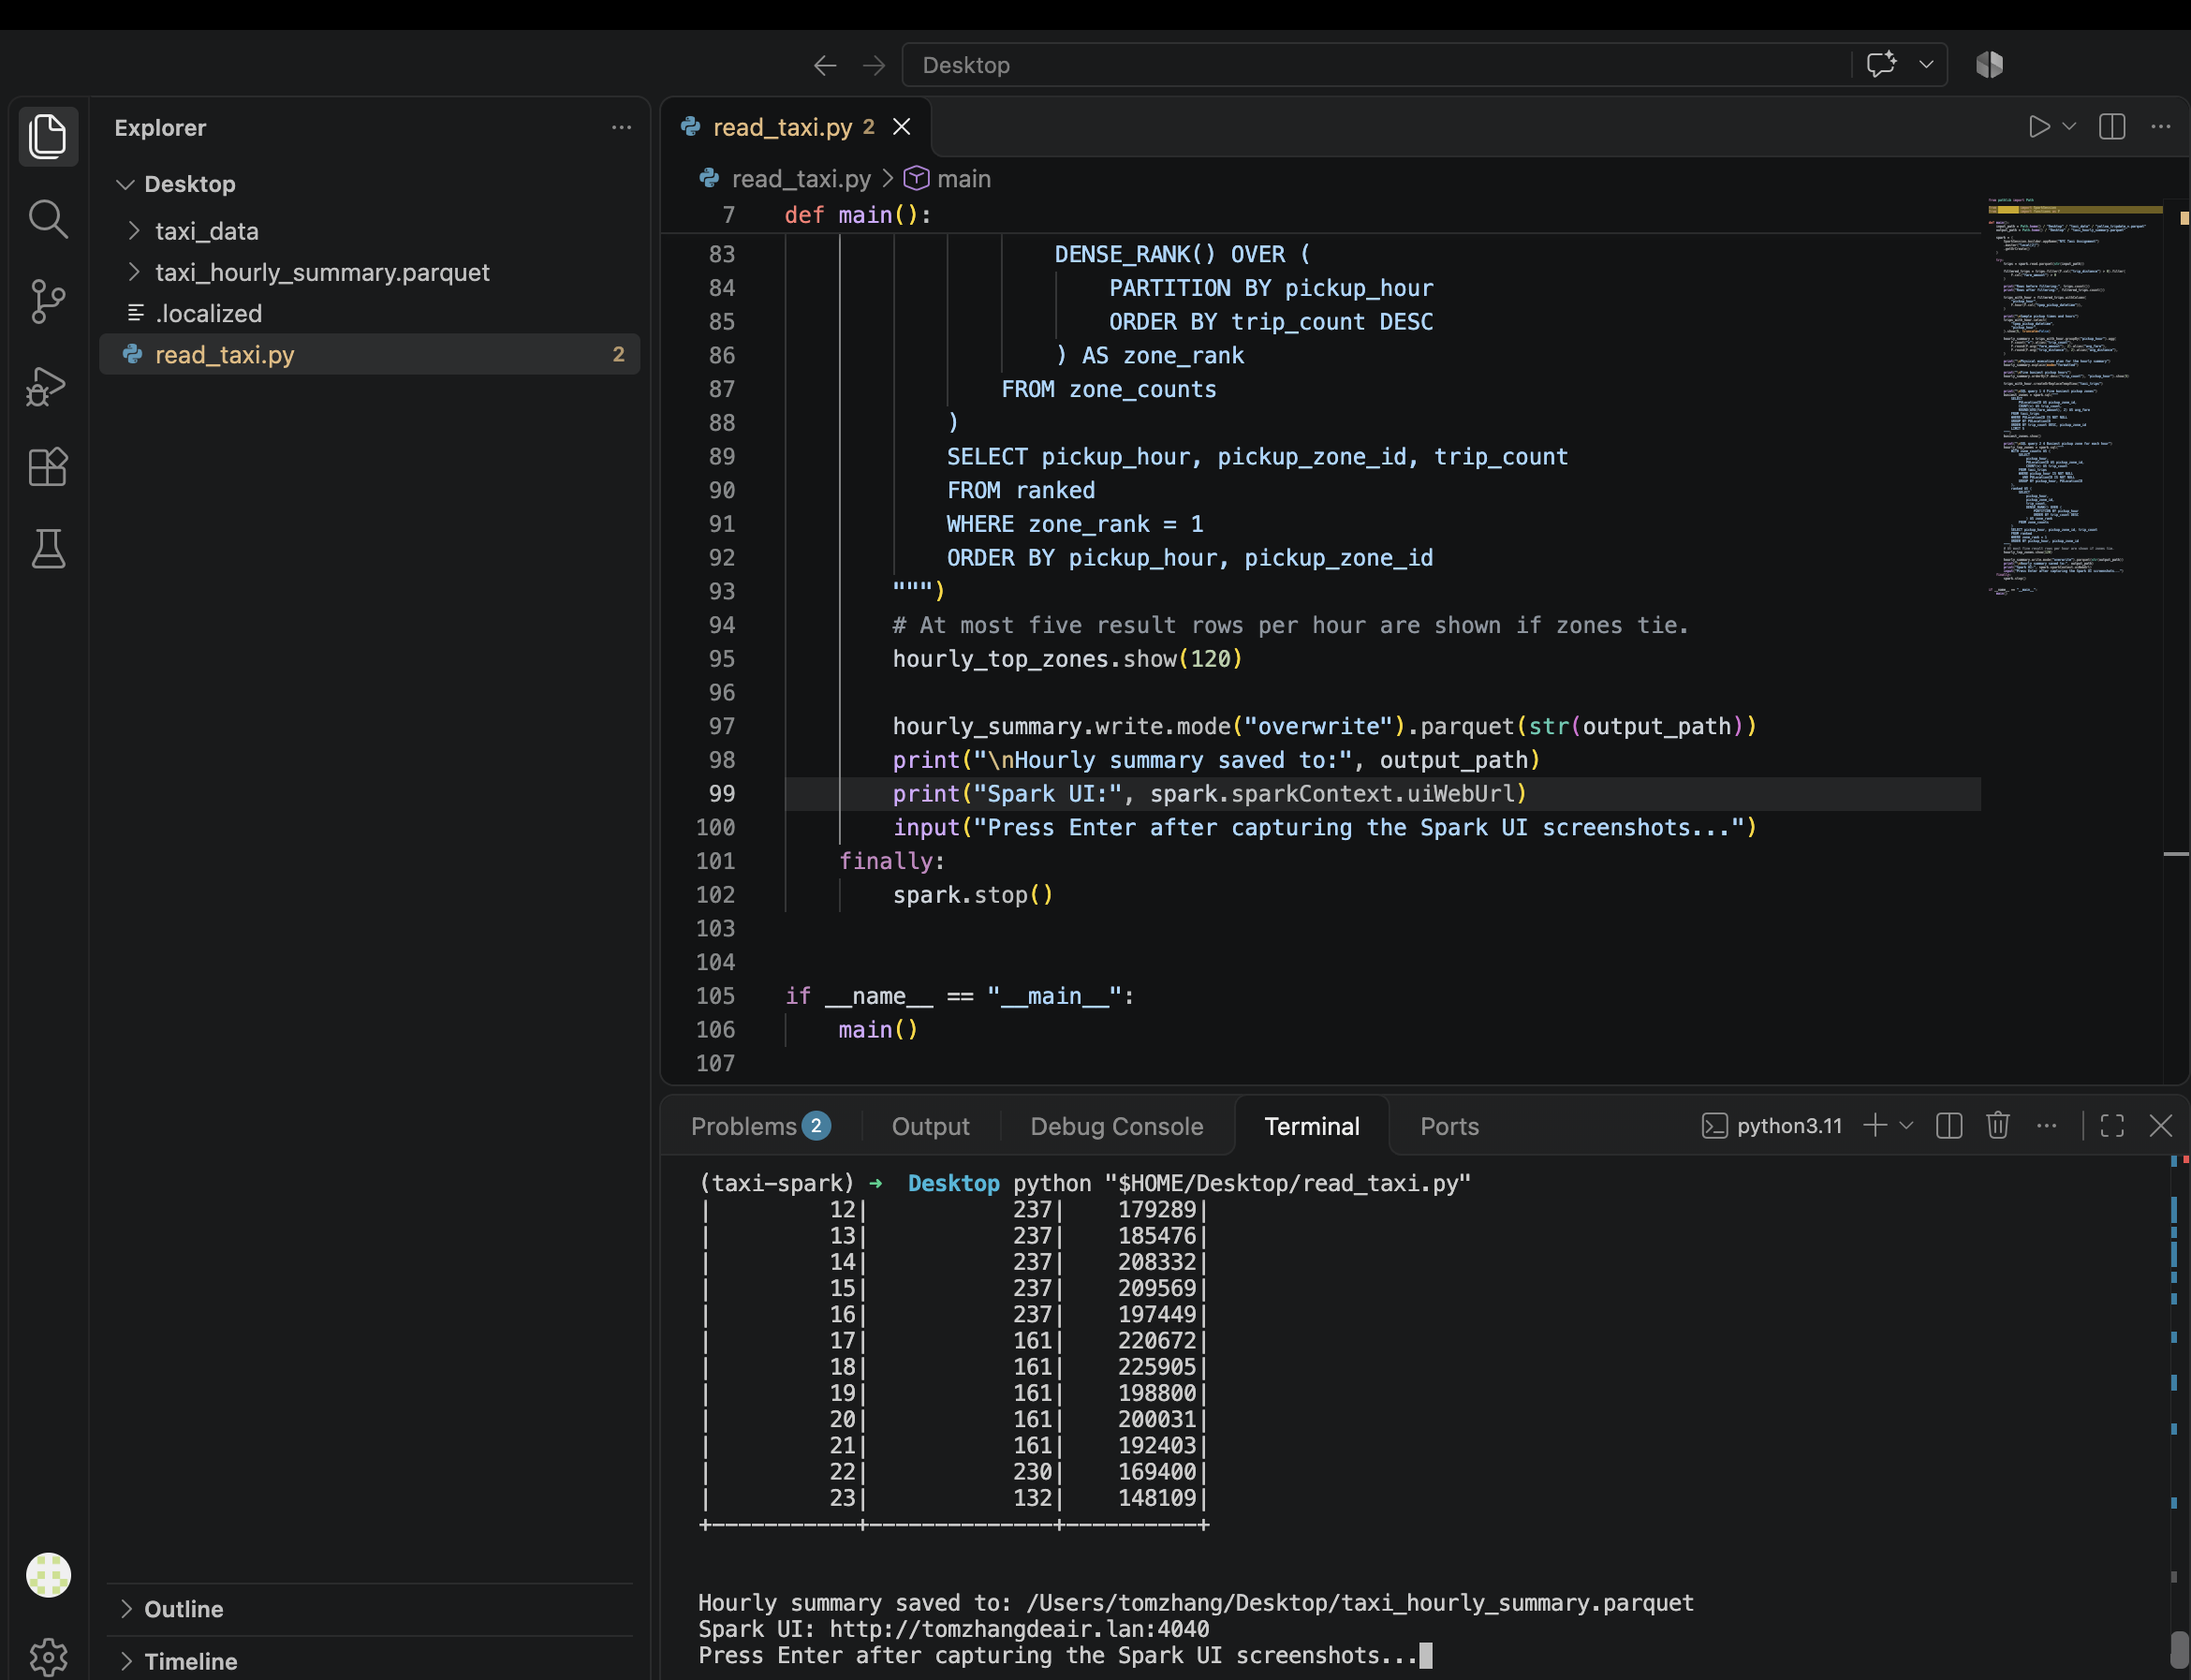 Desktop
Explorer
Desktop
taxi_data
taxi_hourly_summary.parquet
.localized
read_taxi.py 2
Outline
Timeline
read_taxi.py 2
read_taxi.py > main
7 def main():
83 DENSE_RANK() OVER (
84 PARTITION BY pickup_hour
85 ORDER BY trip_count DESC
86 ) AS zone_rank
87 FROM zone_counts
88 )
89 SELECT pickup_hour, pickup_zone_id, trip_count
90 FROM ranked
91 WHERE zone_rank = 1
92 ORDER BY pickup_hour, pickup_zone_id
93 """)
94 # At most five result rows per hour are shown if zones tie.
95 hourly_top_zones.show(120)
96
97 hourly_summary.write.mode("overwrite").parquet(str(output_path))
98 print("\nHourly summary saved to:", output_path)
99 print("Spark UI:", spark.sparkContext.uiWebUrl)
100 input("Press Enter after capturing the Spark UI screenshots...")
101 finally:
102 spark.stop()
103
104
105 if __name__ == "__main__":
106 main()
107
Problems 2 Output Debug Console Terminal Ports python3.11
(taxi-spark) → Desktop python "$HOME/Desktop/read_taxi.py"
| 12| 237| 179289|
| 13| 237| 185476|
| 14| 237| 208332|
| 15| 237| 209569|
| 16| 237| 197449|
| 17| 161| 220672|
| 18| 161| 225905|
| 19| 161| 198800|
| 20| 161| 200031|
| 21| 161| 192403|
| 22| 230| 169400|
| 23| 132| 148109|
+-----------+--------------+----------+
Hourly summary saved to: /Users/tomzhang/Desktop/taxi_hourly_summary.parquet
Spark UI: http://tomzhangdeair.lan:4040
Press Enter after capturing the Spark UI screenshots...